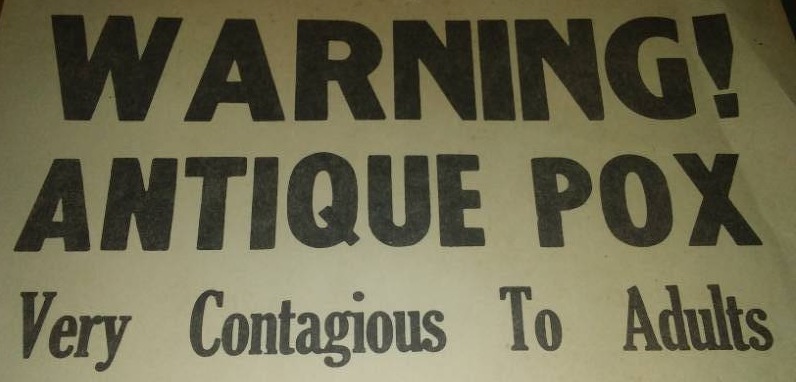 WARNING!
ANTIQUE POX
Very Contagious To Adults